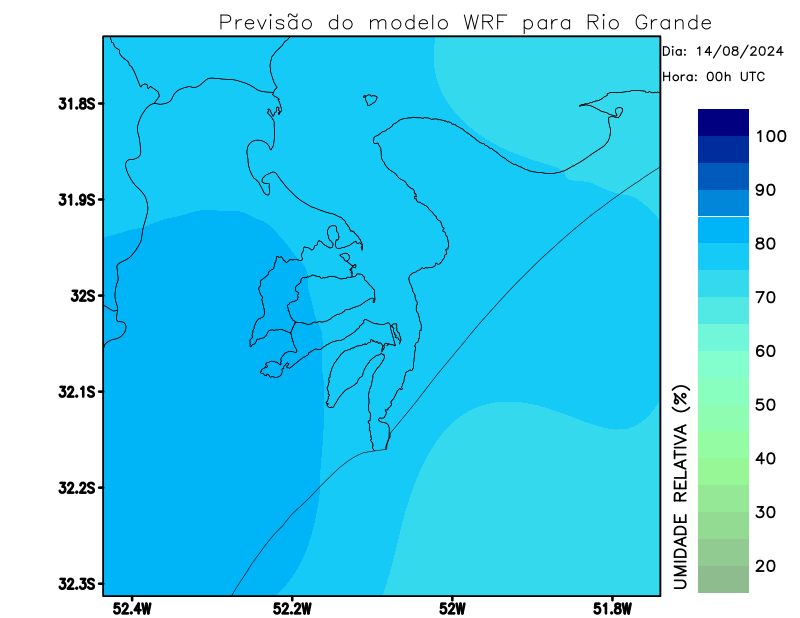 Previsão do modelo WRF para Rio Grande
Dia: 14/08/2024
Hora: 00h UTC
31.8S
31.9S
32S
32.1S
32.2S
32.3S
52.4W
52.2W
52W
51.8W
100
90
80
70
60
50
40
30
20
UMIDADE RELATIVA (%)